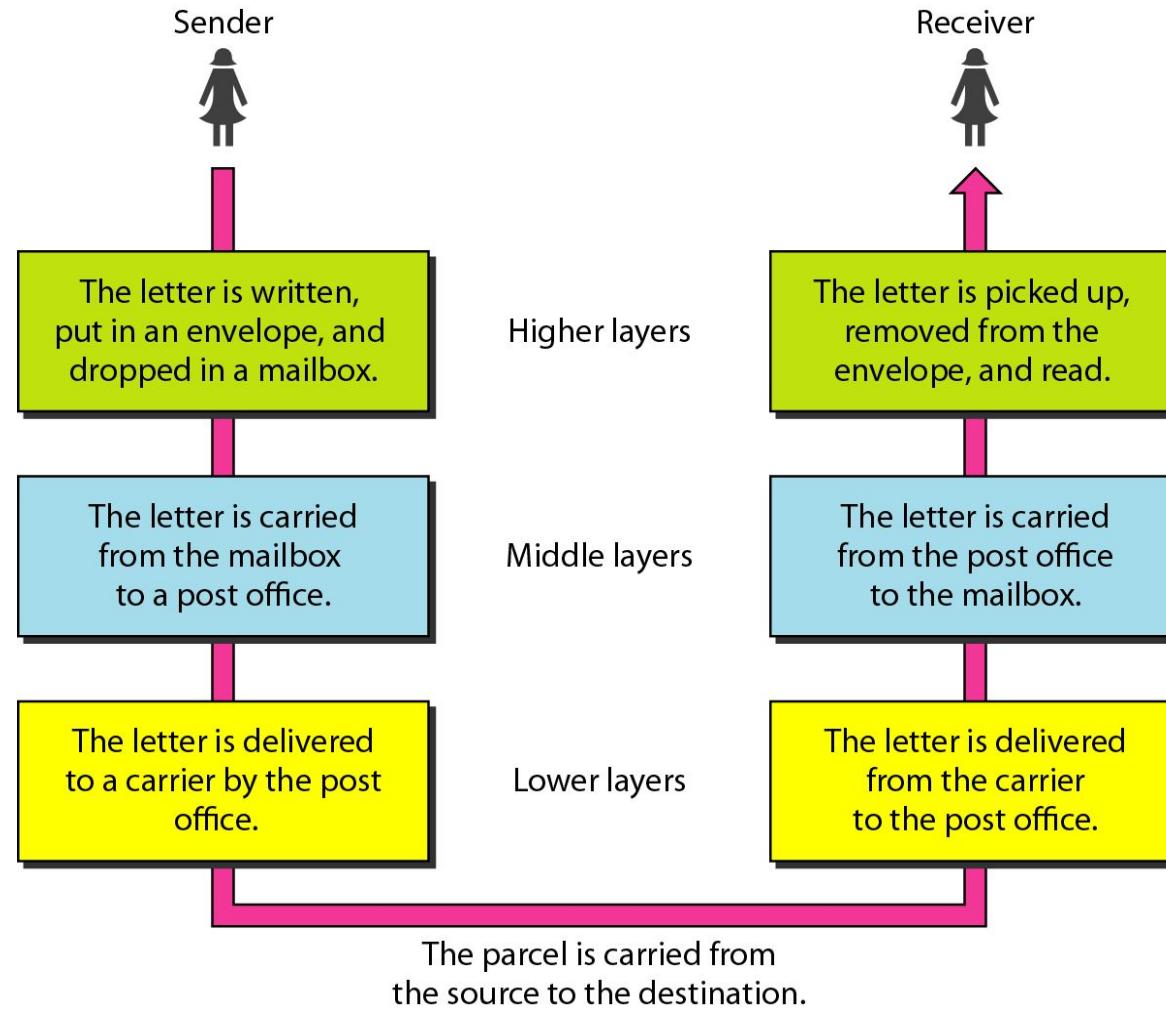 Sender
Receiver
The letter is written,
put in an envelope, and
dropped in a mailbox.
Higher layers
The letter is picked up,
removed from the
envelope, and read.
The letter is carried
from the mailbox
to a post office.
Middle layers
The letter is carried
from the post office
to the mailbox.
The letter is delivered
to a carrier by the post
office.
Lower layers
The letter is delivered
from the carrier
to the post office.
The parcel is carried from
the source to the destination.